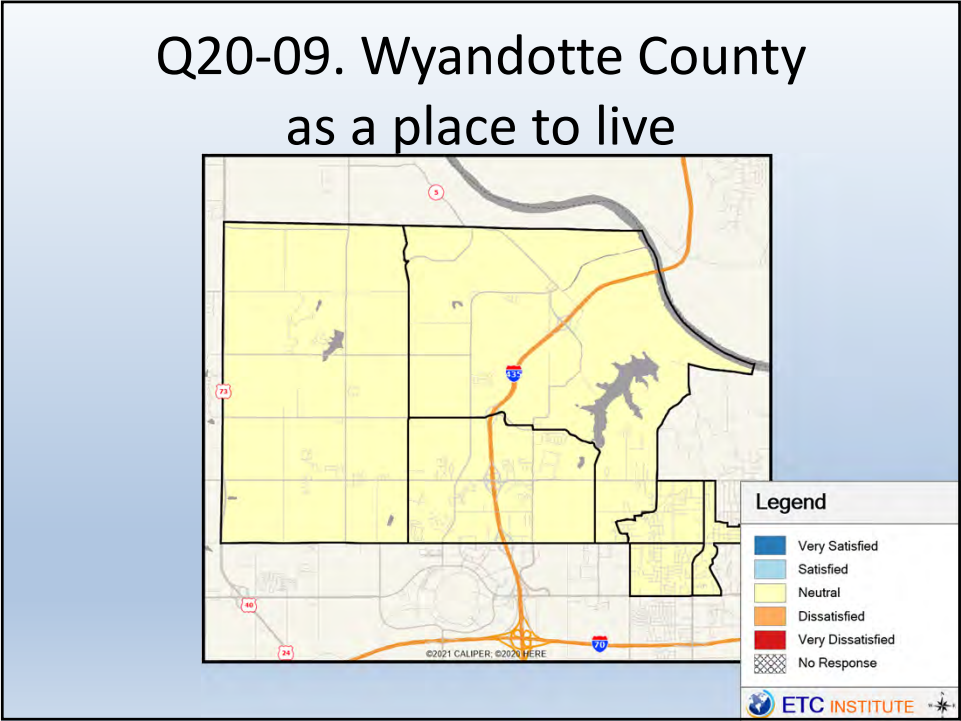 Q20-09. Wyandotte County
as a place to live
5
435
73
40
24
70
©2021 CALIPER; ©2020 HERE
Legend
Very Satisfied
Satisfied
Neutral
Dissatisfied
Very Dissatisfied
No Response
ETC INSTITUTE